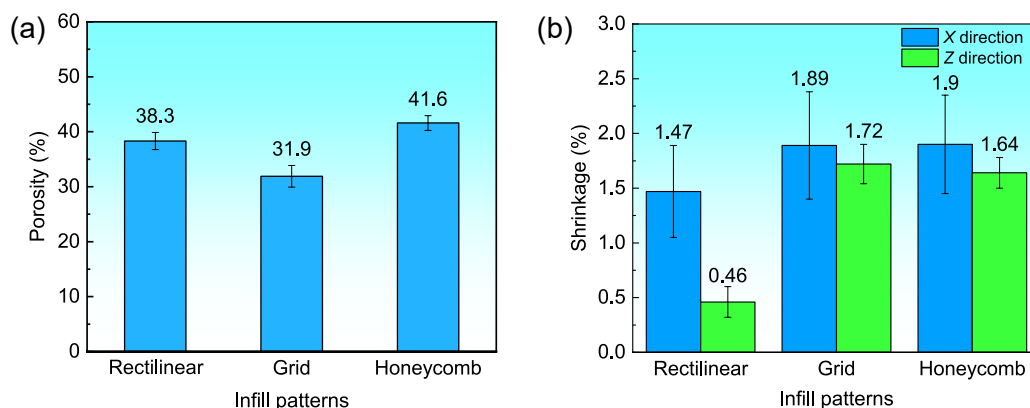 (a)
Porosity (%)
60
50
40
30
20
10
0
38.3
31.9
41.6
Rectilinear Grid Honeycomb
Infill patterns
(b)
Shrinkage (%)
3.0
2.5
2.0
1.5
1.0
0.5
0.0
X direction
Z direction
1.47
0.46
1.89
1.72
1.9
1.64
Rectilinear Grid Honeycomb
Infill patterns